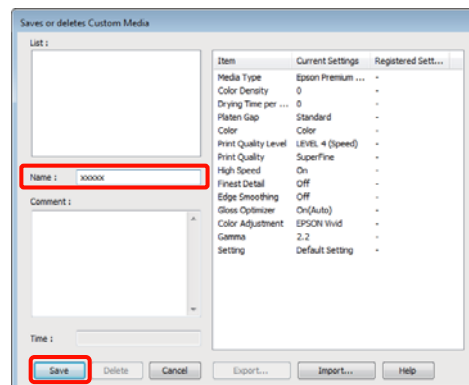 Saves or deletes Custom Media
List :
Item Current Settings Registered Sett...
Media Type Epson Premium ... -
Color Density 0 -
Drying Time per ... 0 -
Platen Gap Standard -
Color Color -
Print Quality Level LEVEL 4 (Speed) -
Print Quality SuperFine -
High Speed On -
Finest Detail Off -
Edge Smoothing Off -
Gloss Optimizer On(Auto) -
Color Adjustment EPSON Vivid -
Gamma 2.2 -
Setting Default Setting -
Name : xxxxx
Comment :
Time :
Save Delete Cancel Export... Import... Help